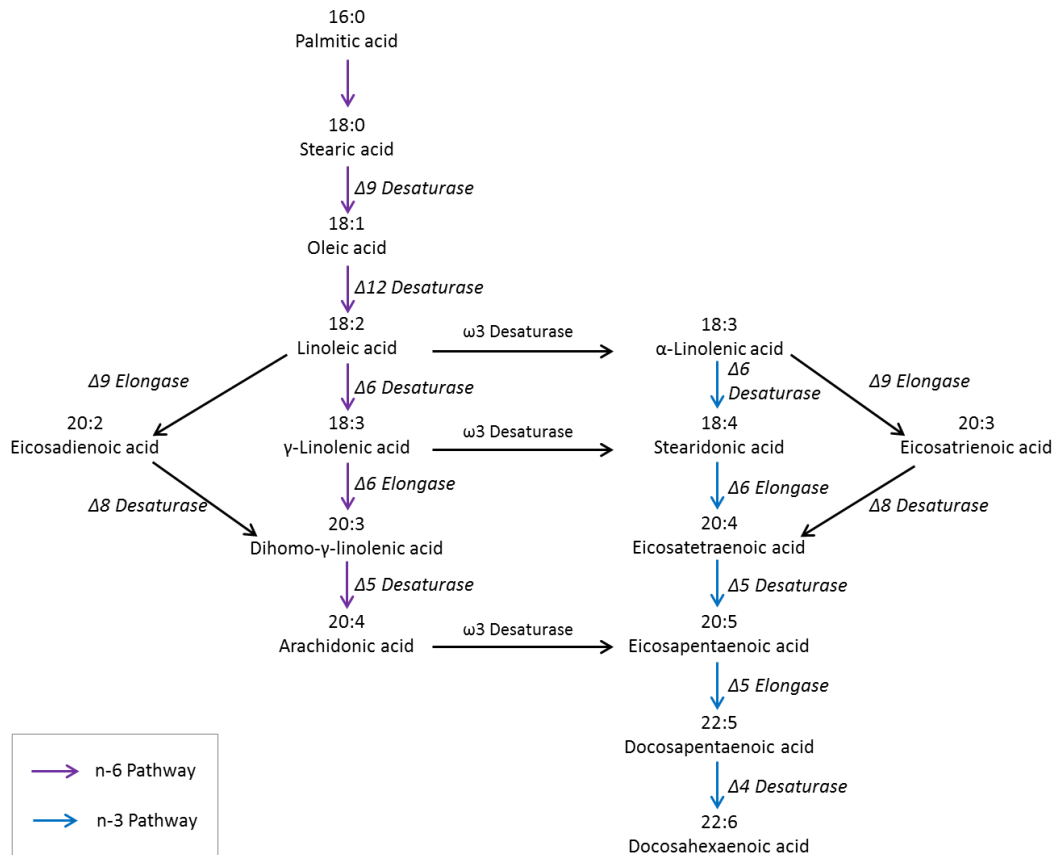 16:0
Palmitic acid
18:0
Stearic acid
Δ9 Desaturase
18:1
Oleic acid
Δ12 Desaturase
18:2
Linoleic acid
ω3 Desaturase
18:3
α-Linolenic acid
Δ9 Elongase
Δ6 Desaturase
Δ6
Desaturase
Δ9 Elongase
20:2
Eicosadienoic acid
18:3
γ-Linolenic acid
ω3 Desaturase
18:4
Stearidonic acid
20:3
Eicosatrienoic acid
Δ8 Desaturase
Δ6 Elongase
Δ6 Elongase
Δ8 Desaturase
20:3
Dihomo-γ-linolenic acid
20:4
Eicosatetraenoic acid
Δ5 Desaturase
Δ5 Desaturase
20:4
Arachidonic acid
ω3 Desaturase
20:5
Eicosapentaenoic acid
Δ5 Elongase
22:5
Docosapentaenoic acid
Δ4 Desaturase
22:6
Docosahexaenoic acid
n-6 Pathway
n-3 Pathway